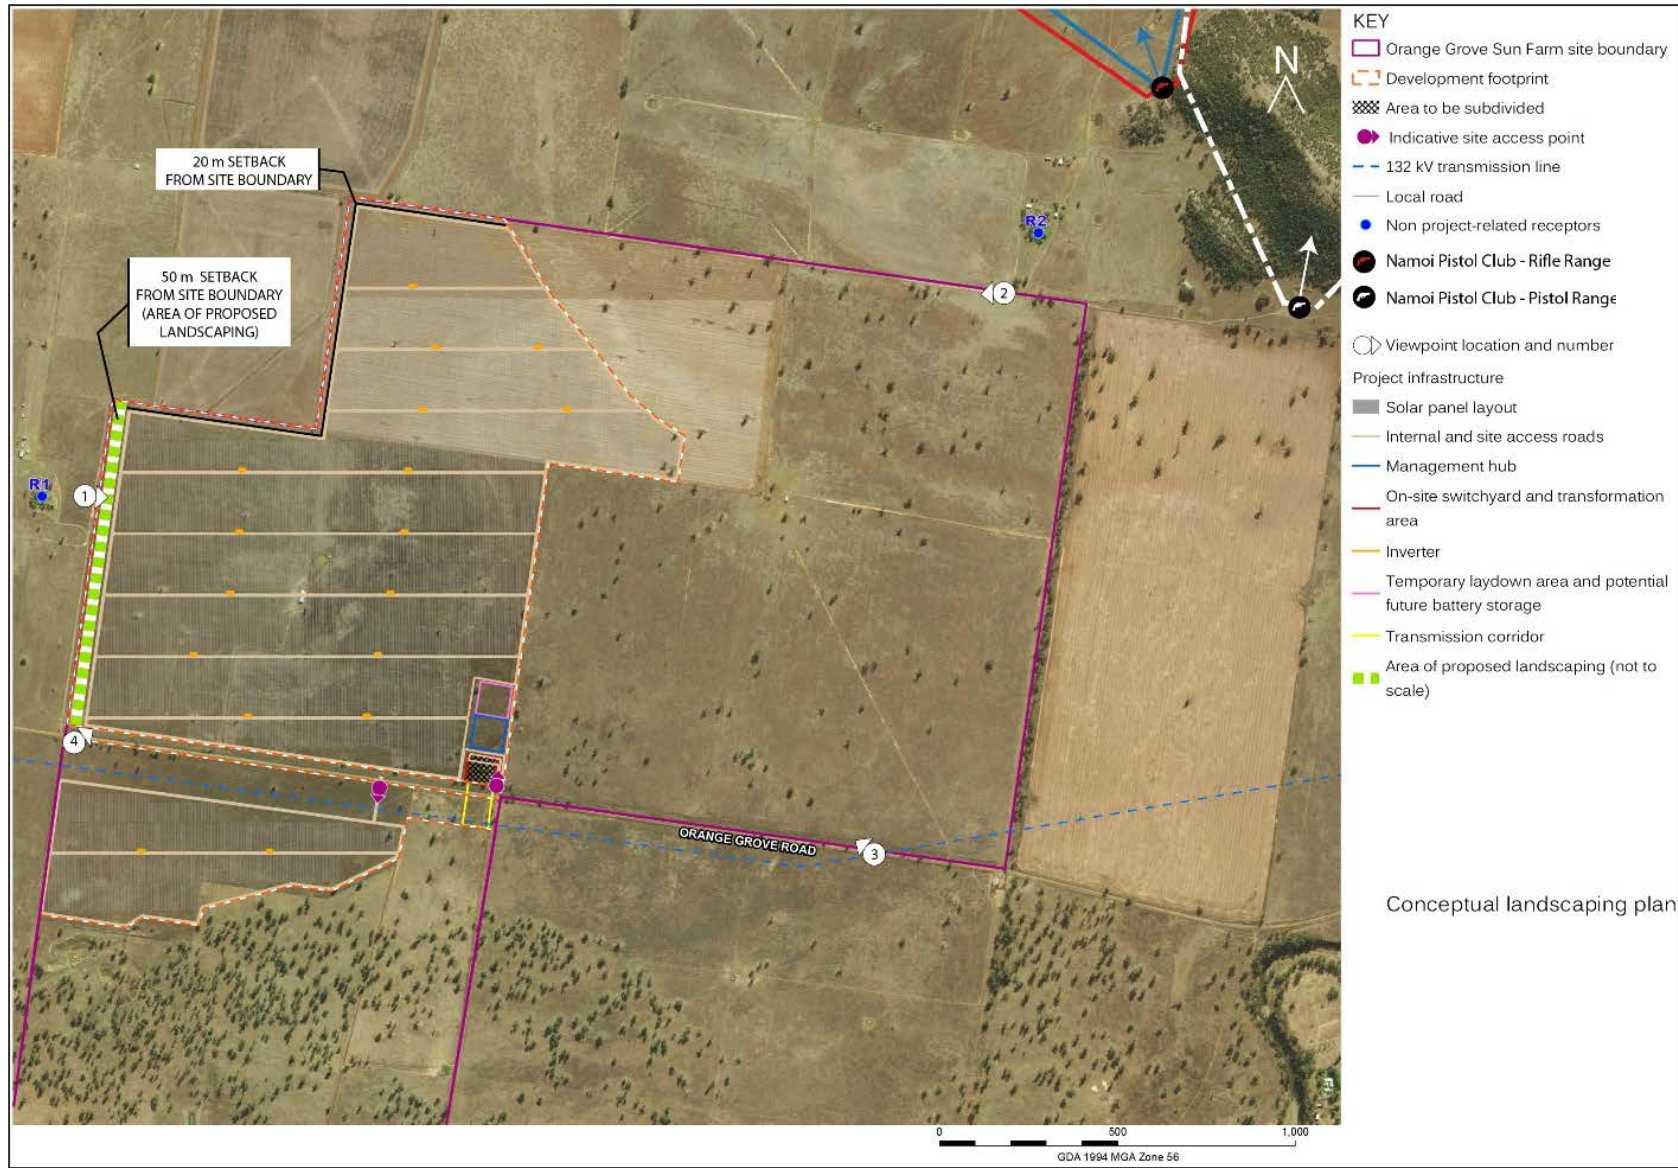 20 m SETBACK
FROM SITE BOUNDARY
50 m SETBACK
FROM SITE BOUNDARY
(AREA OF PROPOSED
LANDSCAPING)
N
R2
2
R1
1
4
3
ORANGE GROVE ROAD
KEY
Orange Grove Sun Farm site boundary
Development footprint
Area to be subdivided
Indicative site access point
132 kV transmission line
Local road
Non project-related receptors
Namoi Pistol Club - Rifle Range
Namoi Pistol Club - Pistol Range
Viewpoint location and number
Project infrastructure
Solar panel layout
Internal and site access roads
Management hub
On-site switchyard and transformation
area
Inverter
Temporary laydown area and potential
future battery storage
Transmission corridor
Area of proposed landscaping (not to
scale)
Conceptual landscaping plan
0 500 1,000
GDA 1994 MGA Zone 56